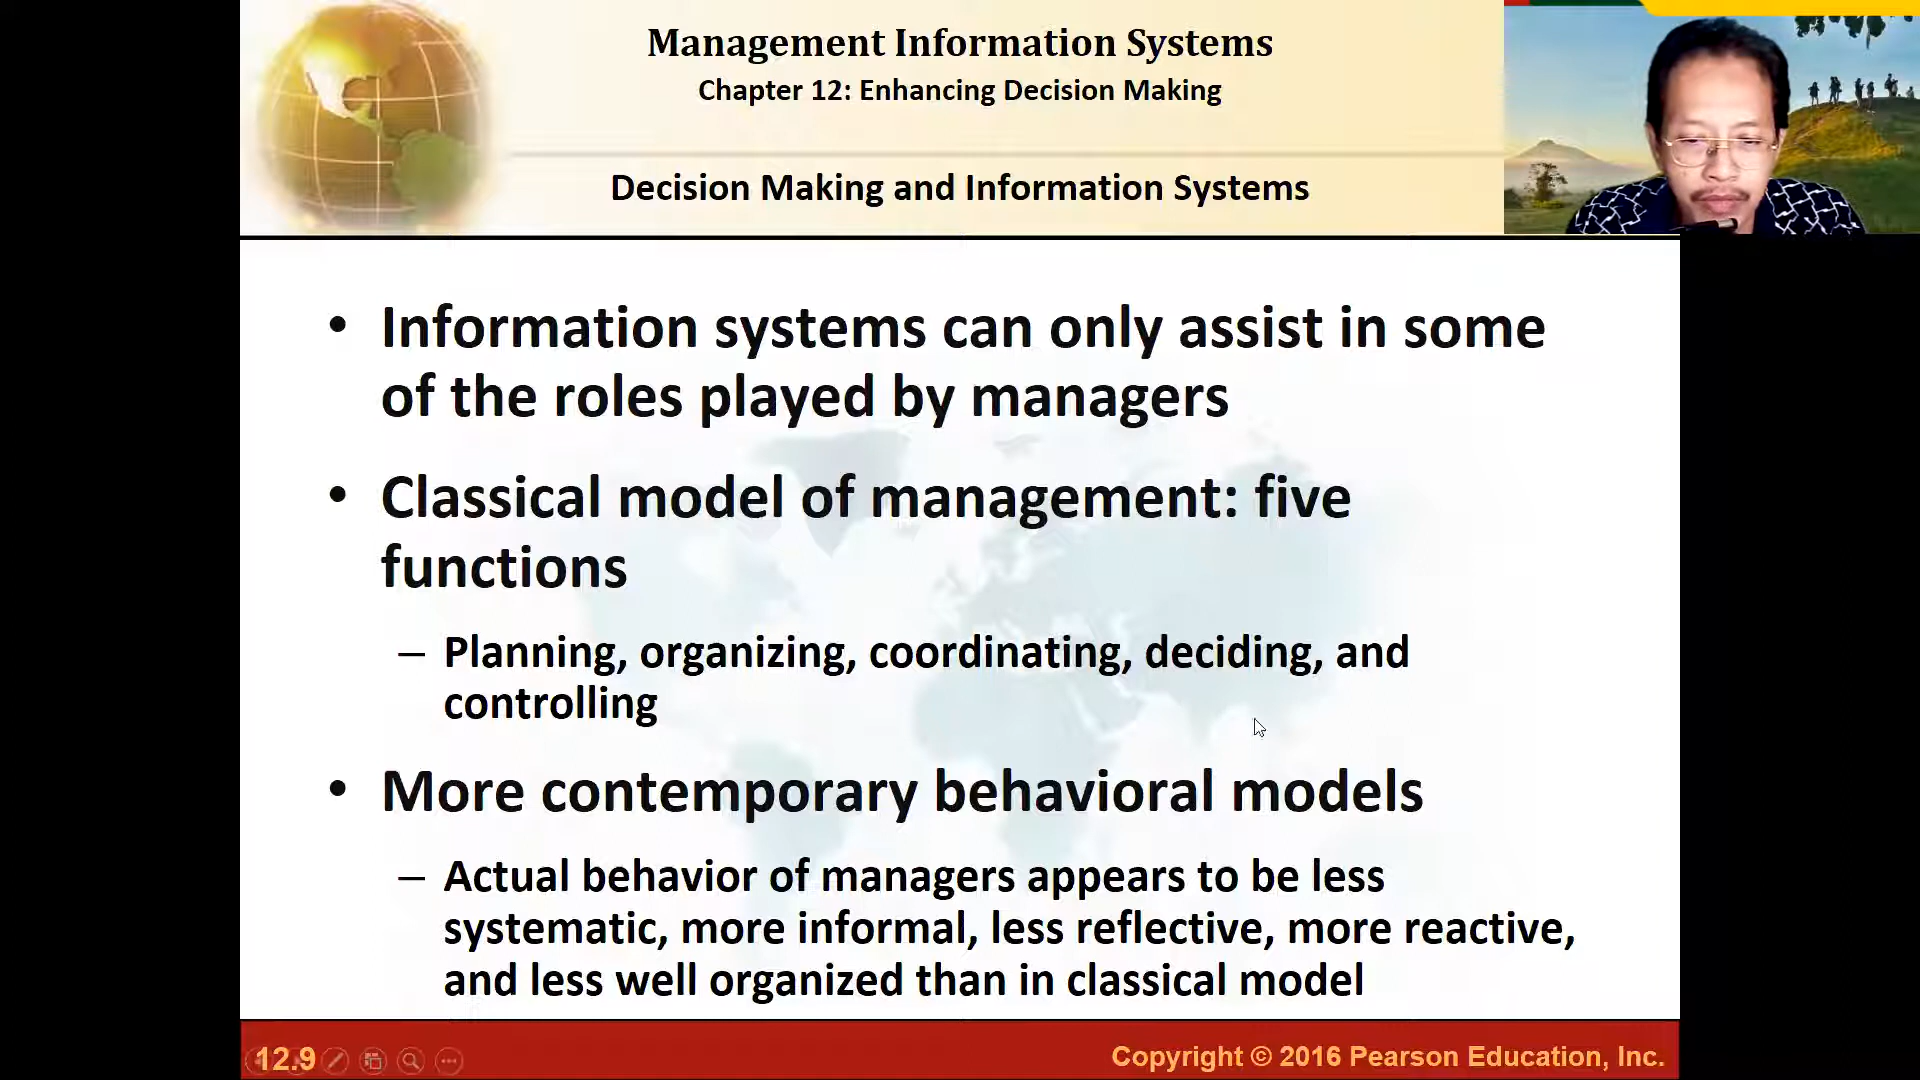 Management Information Systems
Chapter 12: Enhancing Decision Making
Decision Making and Information Systems
• Information systems can only assist in some
of the roles played by managers
• Classical model of management: five
functions
– Planning, organizing, coordinating, deciding, and
controlling
• More contemporary behavioral models
– Actual behavior of managers appears to be less
systematic, more informal, less reflective, more reactive,
and less well organized than in classical model
12.9
Copyright © 2016 Pearson Education, Inc.